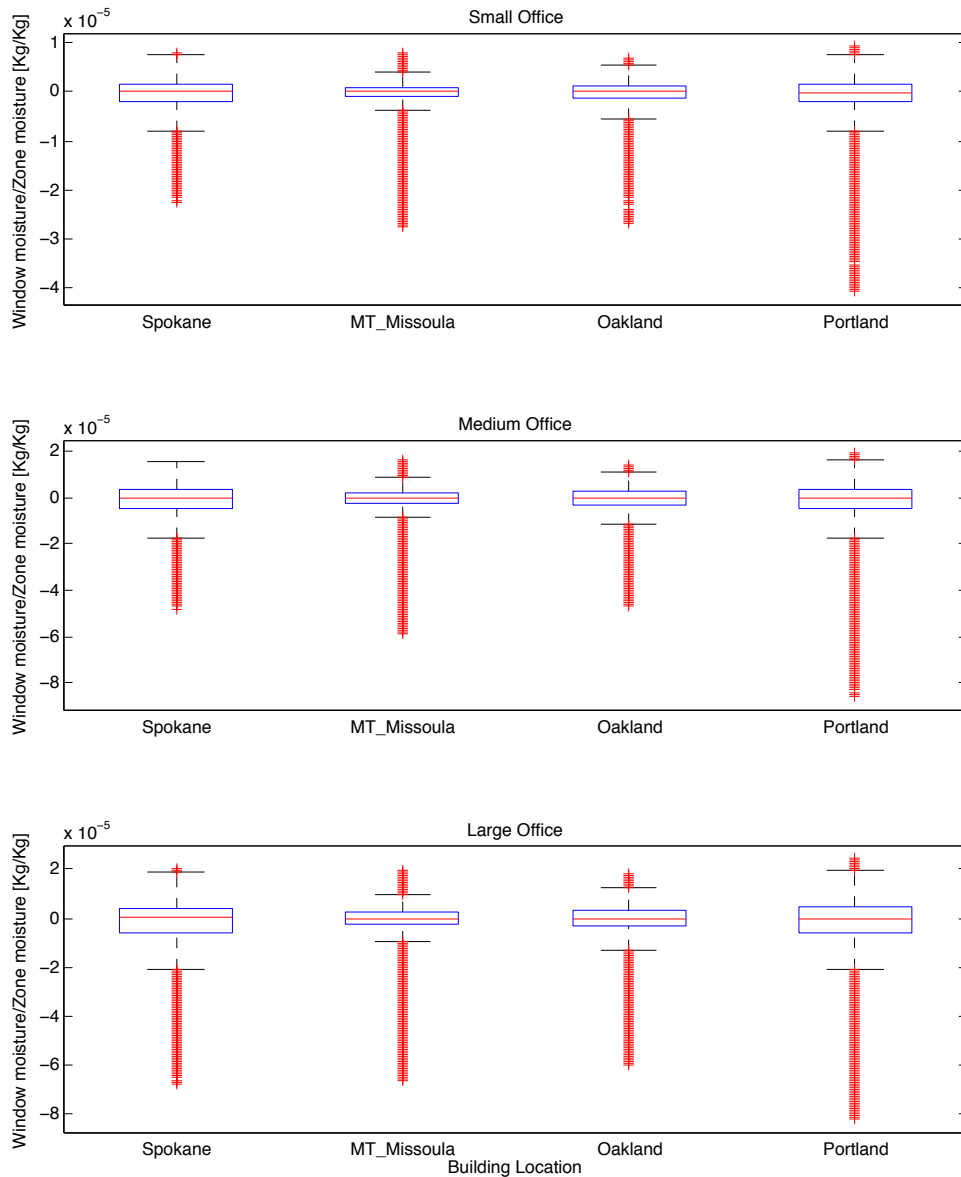 x 10⁻⁵
Small Office
Window moisture/Zone moisture [Kg/Kg]
1
0
−1
−2
−3
−4
Spokane MT_Missoula Oakland Portland
x 10⁻⁵
Medium Office
Window moisture/Zone moisture [Kg/Kg]
2
0
−2
−4
−6
−8
Spokane MT_Missoula Oakland Portland
x 10⁻⁵
Large Office
Window moisture/Zone moisture [Kg/Kg]
2
0
−2
−4
−6
−8
Spokane MT_Missoula Oakland Portland
Building Location